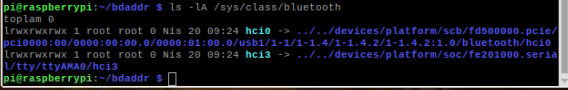 pi@raspberrypi:~/bdaddr $ ls -lA /sys/class/bluetooth
toplam 0
lrwxrwxrwx 1 root root 0 Nis 20 09:24 hci0 -> ../../devices/platform/scb/fd500000.pcie/
pci0000:00/0000:00:00.0/0000:01:00.0/usb1/1-1/1-1.4/1-1.4.2/1-1.4.2:1.0/bluetooth/hci0
lrwxrwxrwx 1 root root 0 Nis 20 09:24 hci3 -> ../../devices/platform/soc/fe201000.seria
l/tty/ttyAMA0/hci3
pi@raspberrypi:~/bdaddr $